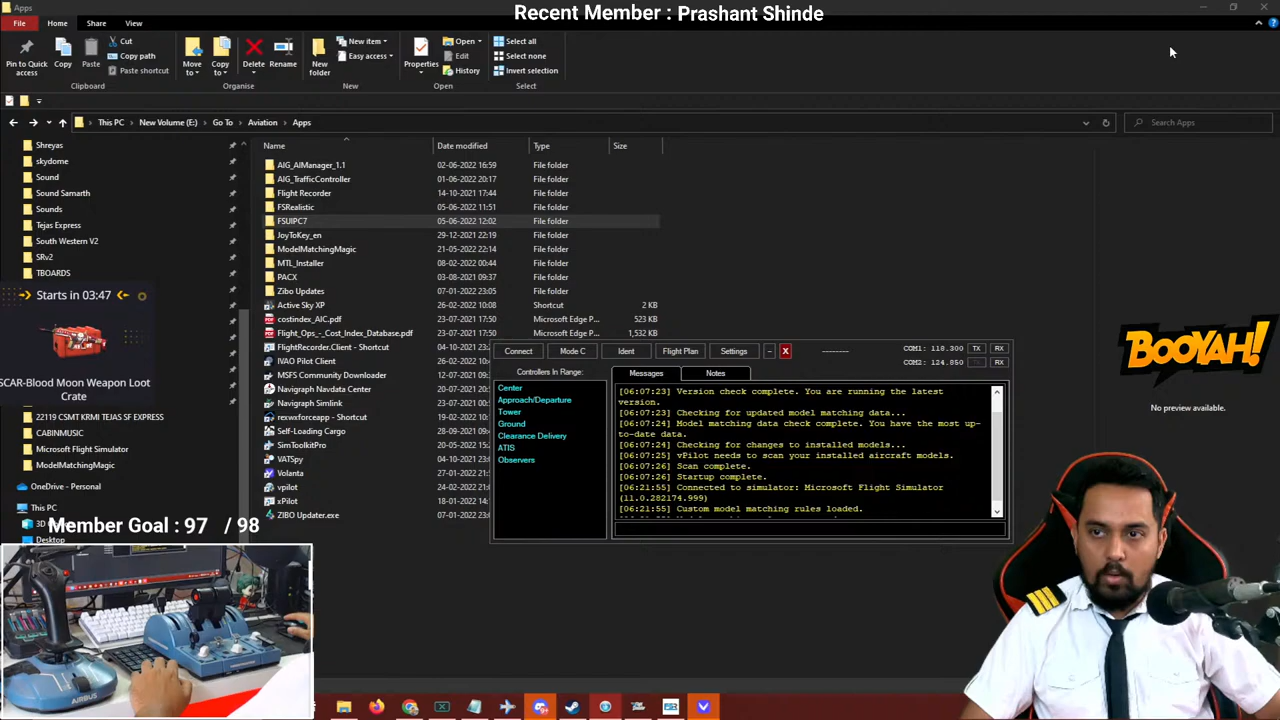 Apps
Recent Member : Prashant Shinde
File Home Share View
Pin to Quick access
Copy
Paste
Cut
Copy path
Paste shortcut
Move to
Copy to
Delete
Rename
New folder
New item
Easy access
Properties
Open
Edit
History
Select all
Select none
Invert selection
Clipboard Organise New Open Select
This PC New Volume (E:) Go To Aviation Apps
Search Apps
Name Date modified Type Size
Shreyas
skydome
Sound
Sound Samarth
Sounds
Tejas Express
South Western V2
SRv2
TBOARDS
Starts in 03:47
SCAR-Blood Moon Weapon Loot
Crate
22119 CSMT KRMI TEJAS SF EXPRESS
CABINMUSIC
Microsoft Flight Simulator
ModelMatchingMagic
OneDrive - Personal
This PC
Member Goal : 97 / 98
Desktop
AIG_AIManager_1.1 02-06-2022 16:59 File folder
AIG_TrafficController 01-06-2022 20:17 File folder
Flight Recorder 14-10-2021 17:44 File folder
FSRealistic 05-06-2022 11:51 File folder
FSUIPC7 05-06-2022 12:02 File folder
JoyToKey_en 29-12-2021 22:19 File folder
ModelMatchingMagic 21-05-2022 22:14 File folder
MTL_Installer 08-02-2022 00:44 File folder
PACX 03-08-2021 09:37 File folder
Zibo Updates 07-01-2022 23:05 File folder
Active Sky XP 26-02-2022 10:08 Shortcut 2 KB
costindex_AIC.pdf 23-07-2021 17:50 Microsoft Edge P... 523 KB
Flight_Ops_-_Cost_Index_Database.pdf 23-07-2021 17:50 Microsoft Edge P... 1,532 KB
FlightRecorder.Client - Shortcut
IVAO Pilot Client
MSFS Community Downloader
Navigraph Navdata Center
Navigraph Simlink
rexwxforceapp - Shortcut
Self-Loading Cargo
SimToolkitPro
VATSpy
Volanta
vpilot
xPilot
ZIBO Updater.exe
Connect Mode C Ident Flight Plan Settings - X --------
COM1: 118.300 TX RX
COM2: 124.850 TX RX
Controllers In Range:
Messages Notes
Center
Approach/Departure
Tower
Ground
Clearance Delivery
ATIS
Observers
[06:07:23] Version check complete. You are running the latest
version.
[06:07:23] Checking for updated model matching data...
[06:07:24] Model matching data check complete. You have the most up-
to-date data.
[06:07:24] Checking for changes to installed models...
[06:07:25] vPilot needs to scan your installed aircraft models.
[06:07:26] Scan complete.
[06:07:26] Startup complete.
[06:21:55] Connected to simulator: Microsoft Flight Simulator
(11.0.282174.999)
[06:21:55] Custom model matching rules loaded.
BOOYAH!
No preview available.
AIRBUS